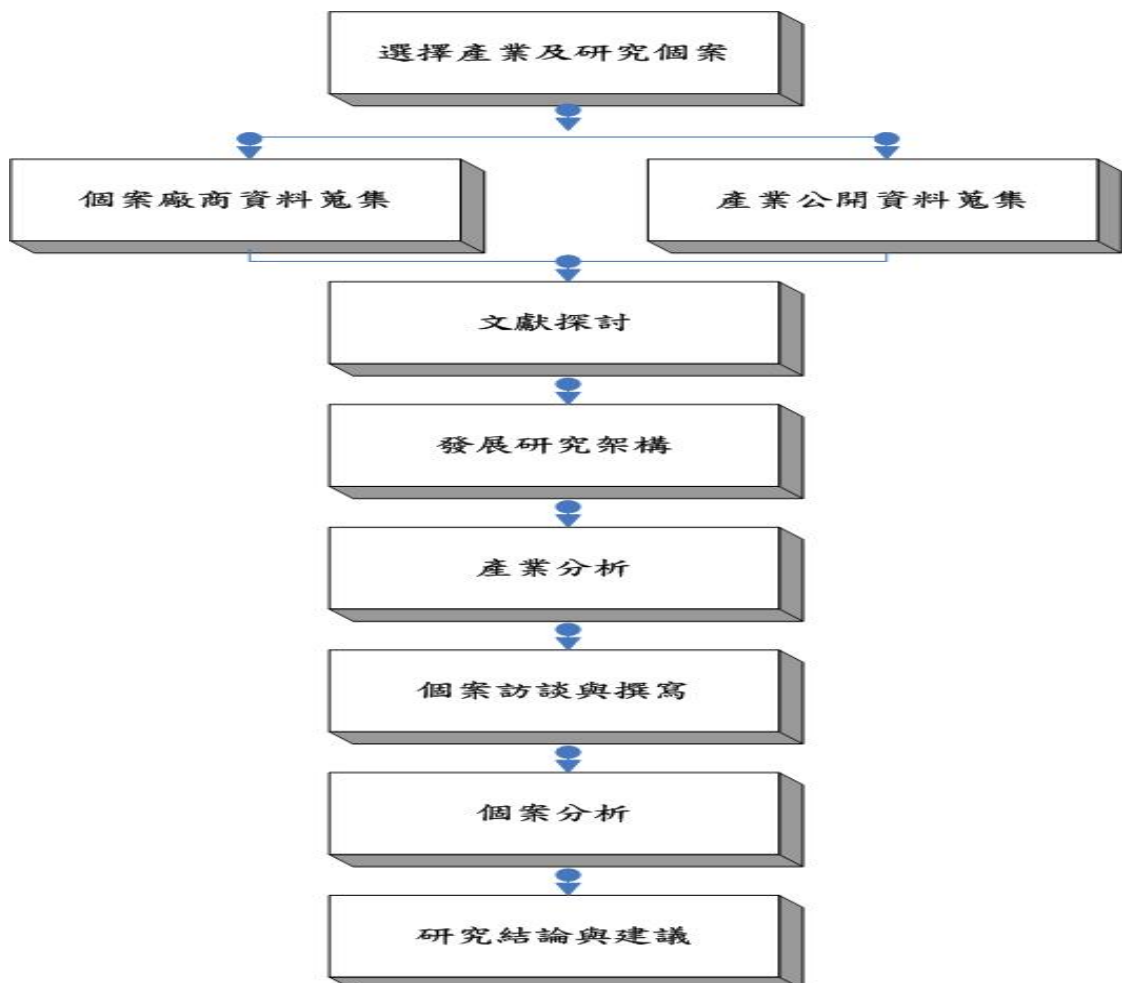 選擇產業及研究個案
個案廠商資料蒐集
產業公開資料蒐集
文獻探討
發展研究架構
產業分析
個案訪談與撰寫
個案分析
研究結論與建議